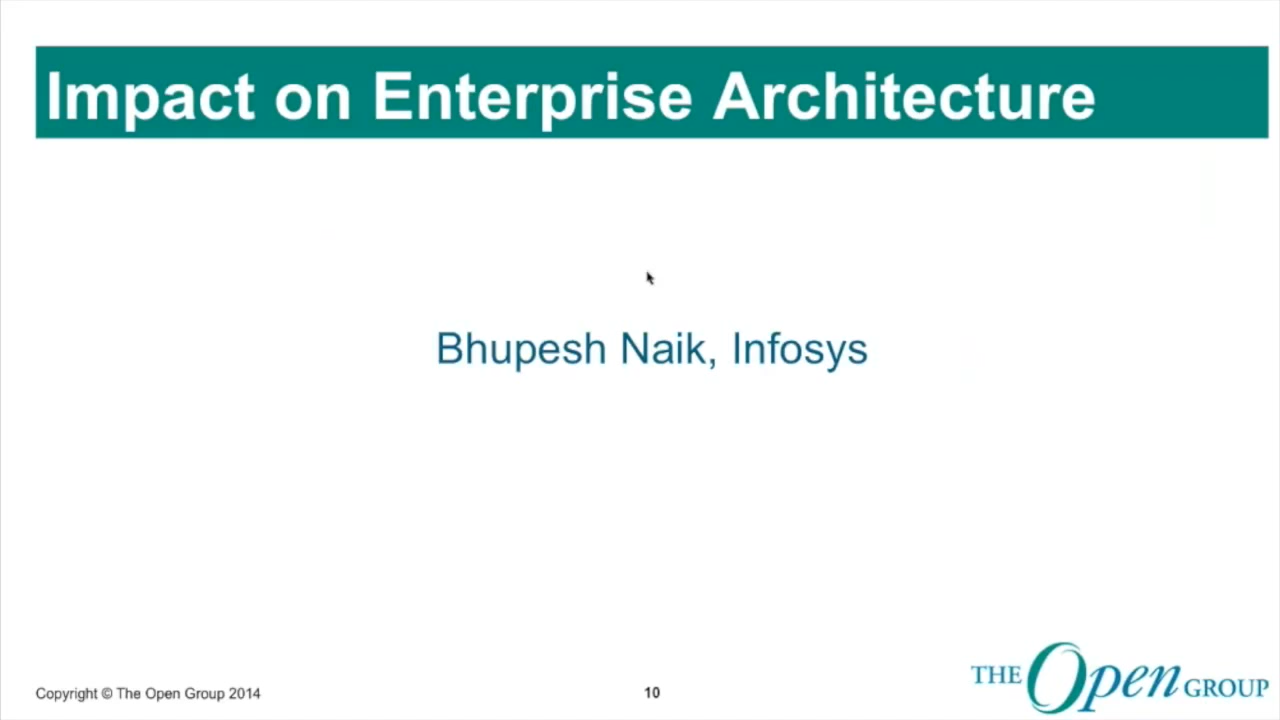 Impact on Enterprise Architecture
Bhupesh Naik, Infosys
Copyright © The Open Group 2014
10
THE Open GROUP